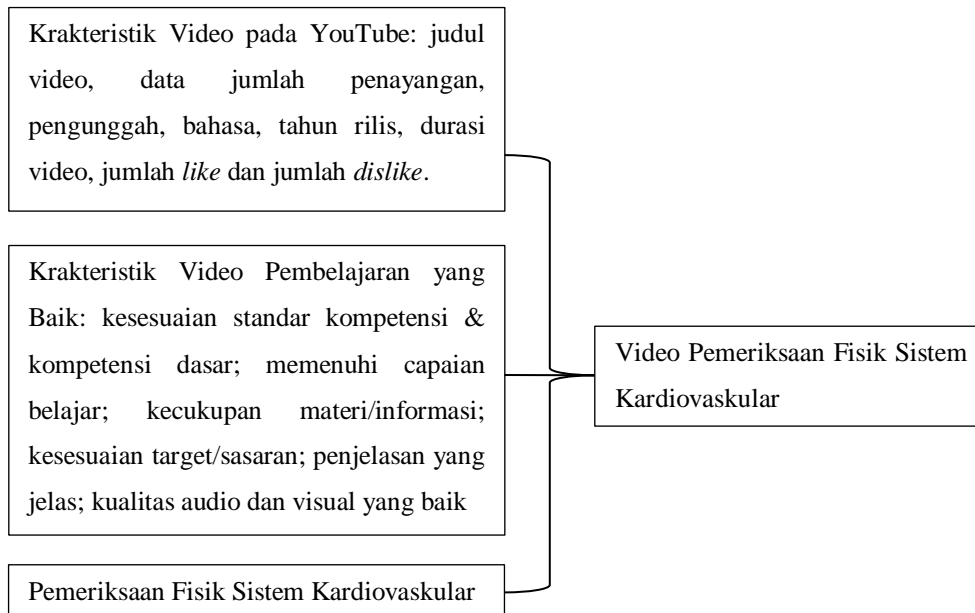 Krakteristik Video pada YouTube: judul
video, data jumlah penayangan,
pengunggah, bahasa, tahun rilis, durasi
video, jumlah like dan jumlah dislike.
Krakteristik Video Pembelajaran yang
Baik: kesesuaian standar kompetensi &
kompetensi dasar; memenuhi capaian
belajar; kecukupan materi/informasi;
kesesuaian target/sasaran; penjelasan yang
jelas; kualitas audio dan visual yang baik
Pemeriksaan Fisik Sistem Kardiovaskular
Video Pemeriksaan Fisik Sistem
Kardiovaskular